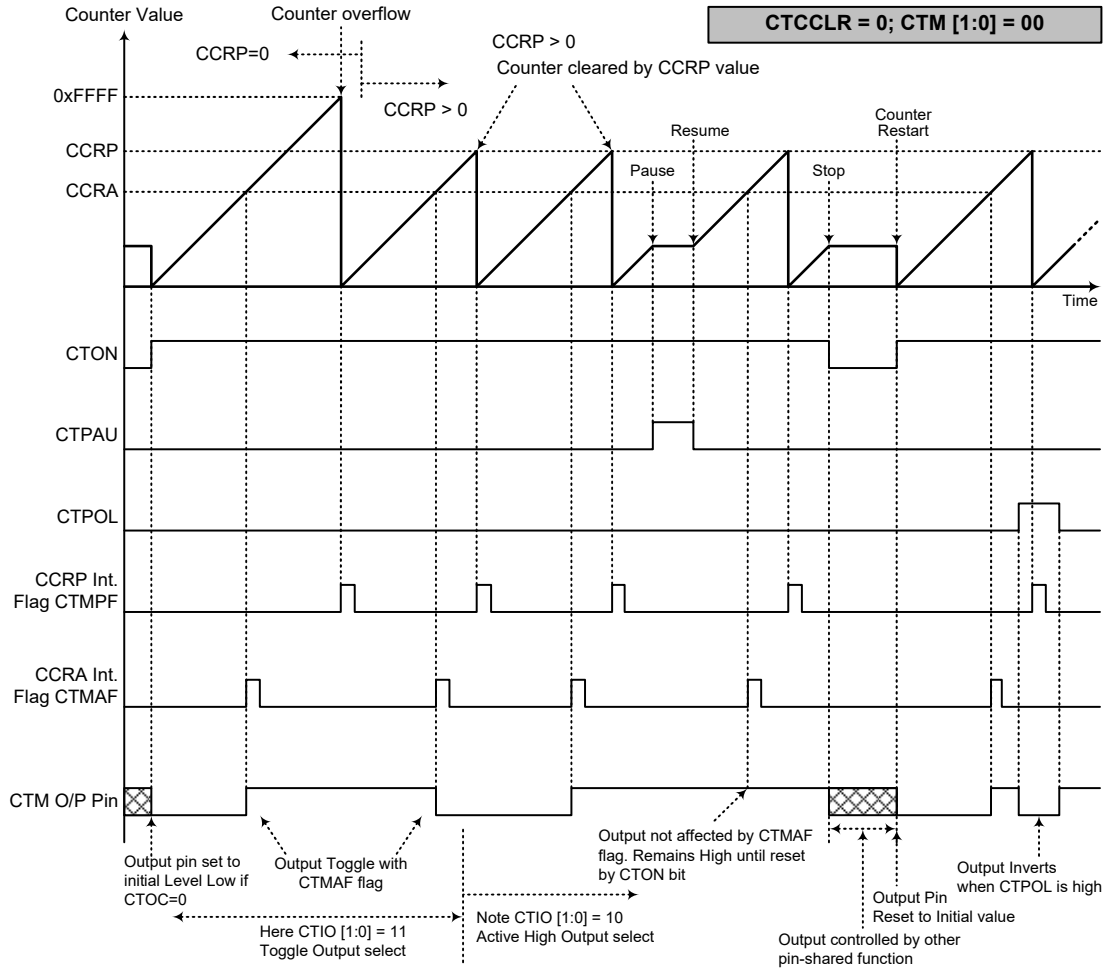 Counter Value
Counter overflow
CTCCLR = 0; CTM [1:0] = 00
CCRP=0
CCRP > 0
CCRP > 0
Counter cleared by CCRP value
0xFFFF
CCRP
CCRA
Pause
Resume
Stop
Counter
Restart
Time
CTON
CTPAU
CTPOL
CCRP Int.
Flag CTMPF
CCRA Int.
Flag CTMAF
CTM O/P Pin
Output pin set to
initial Level Low if
CTOC=0
Output Toggle with
CTMAF flag
Here CTIO [1:0] = 11
Toggle Output select
Note CTIO [1:0] = 10
Active High Output select
Output not affected by CTMAF
flag. Remains High until reset
by CTON bit
Output controlled by other
pin-shared function
Output Pin
Reset to Initial value
Output Inverts
when CTPOL is high